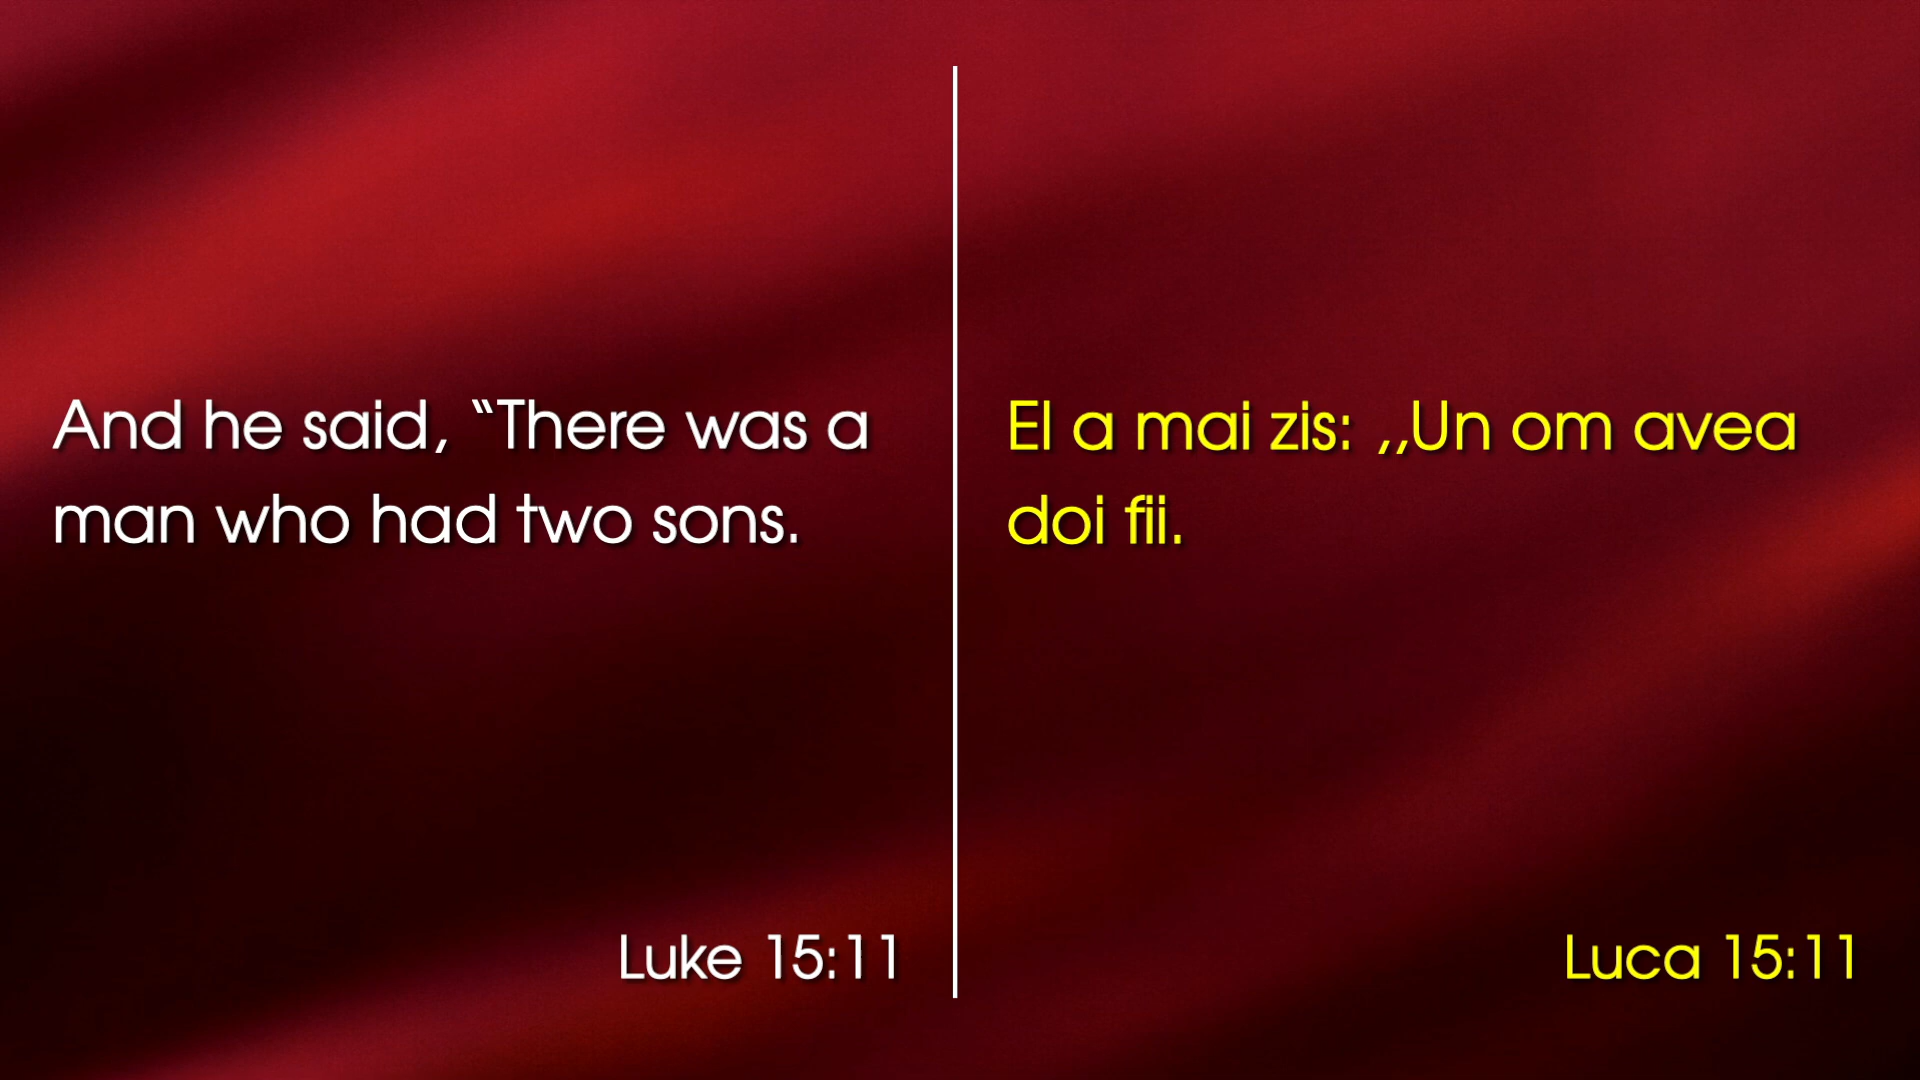 And he said, “There was a
man who had two sons.
Luke 15:11
El a mai zis: ,,Un om avea
doi fii.
Luca 15:11